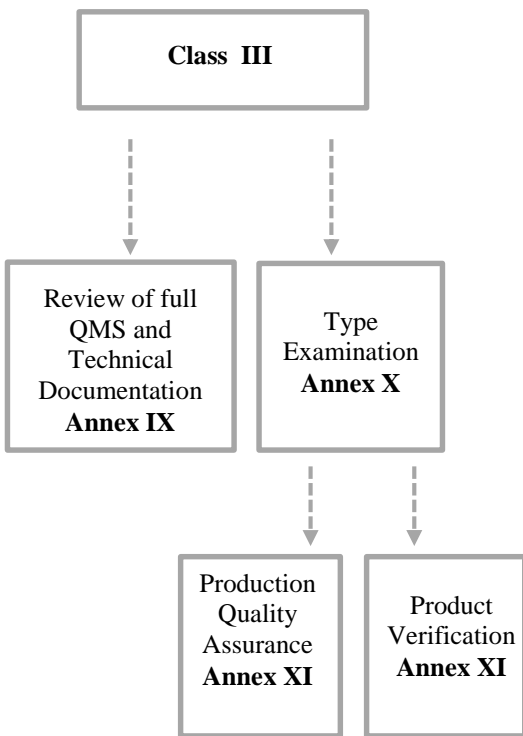 Class III
Review of full
QMS and
Technical
Documentation
Annex IX
Type
Examination
Annex X
Production
Quality
Assurance
Annex XI
Product
Verification
Annex XI